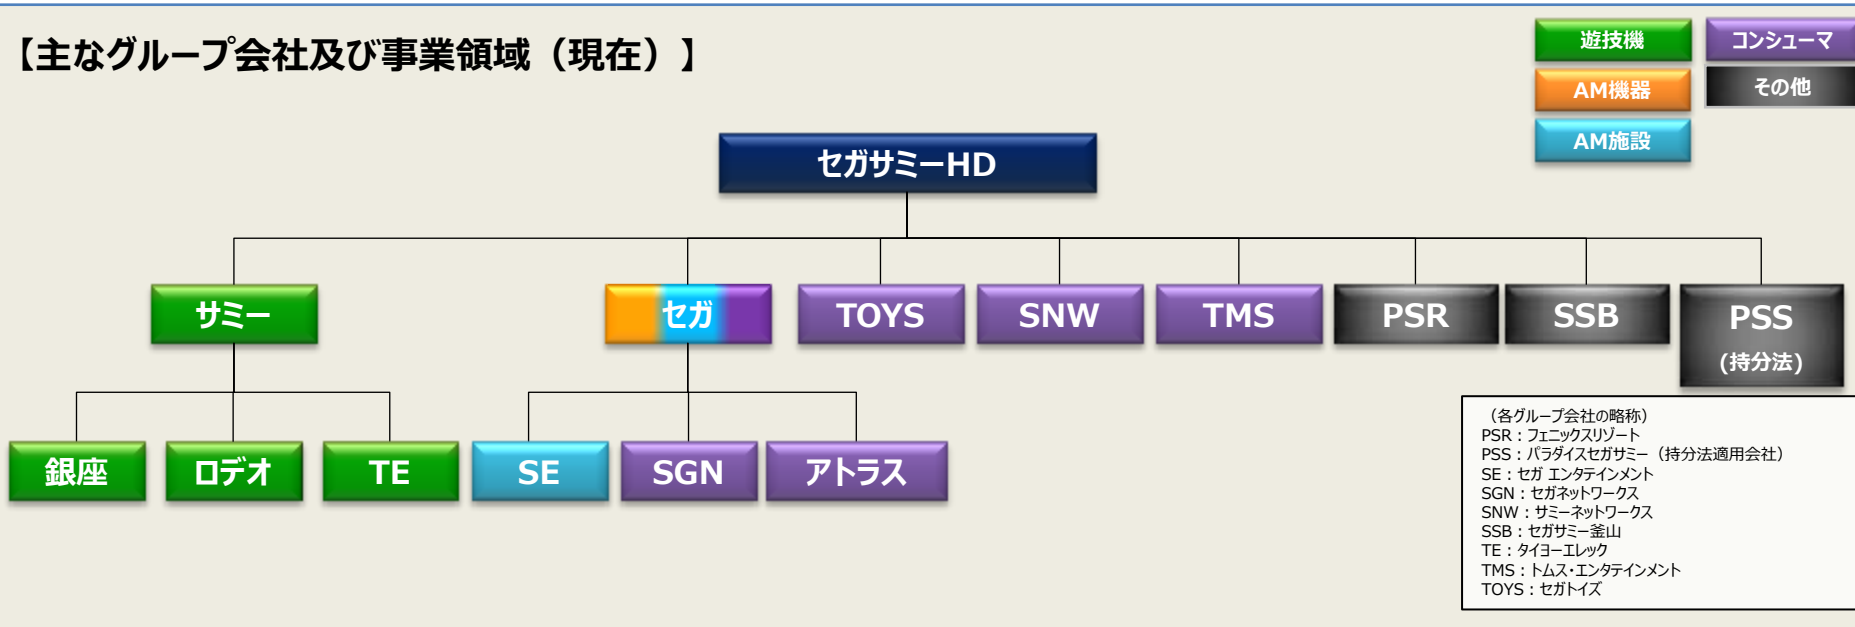 【主なグループ会社及び事業領域（現在）】
遊技機
コンシューマ
AM機器
その他
AM施設
セガサミーHD
サミー
セガ
TOYS
SNW
TMS
PSR
SSB
PSS
(持分法)
銀座
ロデオ
TE
SE
SGN
アトラス
（各グループ会社の略称）
PSR：フェニックスリゾート
PSS：パラダイスセガサミー（持分法適用会社）
SE：セガ エンタテインメント
SGN：セガネットワークス
SNW：サミーネットワークス
SSB：セガサミー釜山
TE：タイヨーエレック
TMS：トムス・エンタテインメント
TOYS：セガトイズ